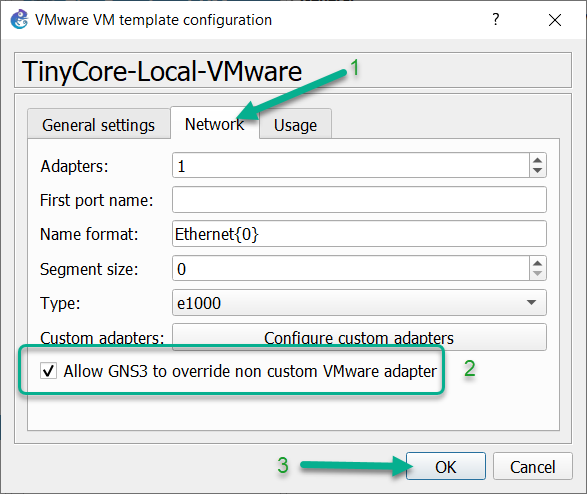 VMware VM template configuration
TinyCore-Local-VMware
1
General settings
Network
Usage
Adapters:
1
First port name:
Name format:
Ethernet{0}
Segment size:
0
Type:
e1000
Custom adapters:
Configure custom adapters
Allow GNS3 to override non custom VMware adapter
2
3
OK
Cancel